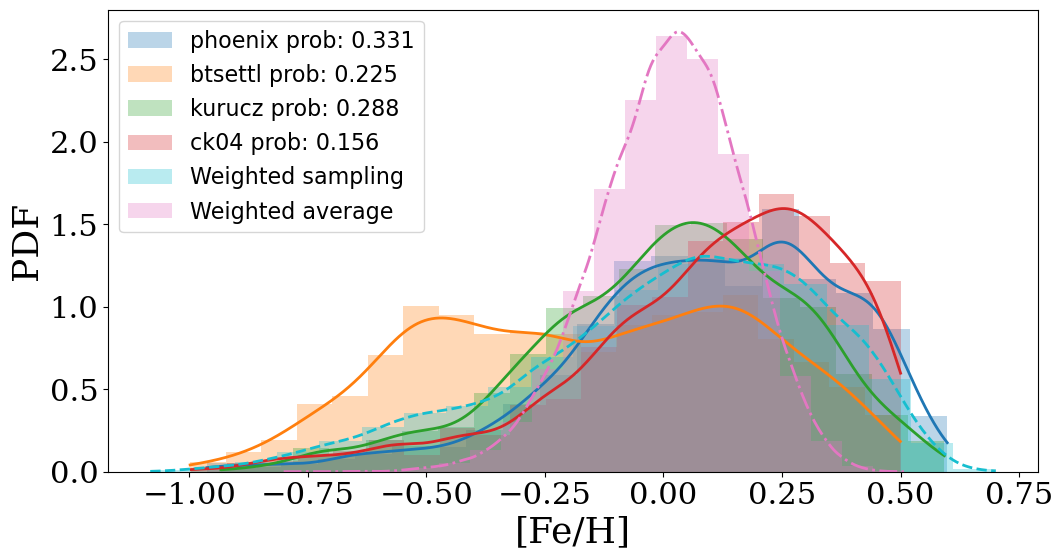 phoenix prob: 0.331
btsettl prob: 0.225
kurucz prob: 0.288
ck04 prob: 0.156
Weighted sampling
Weighted average
PDF
2.5
2.0
1.5
1.0
0.5
0.0
−1.00 −0.75 −0.50 −0.25 0.00 0.25 0.50 0.75
[Fe/H]